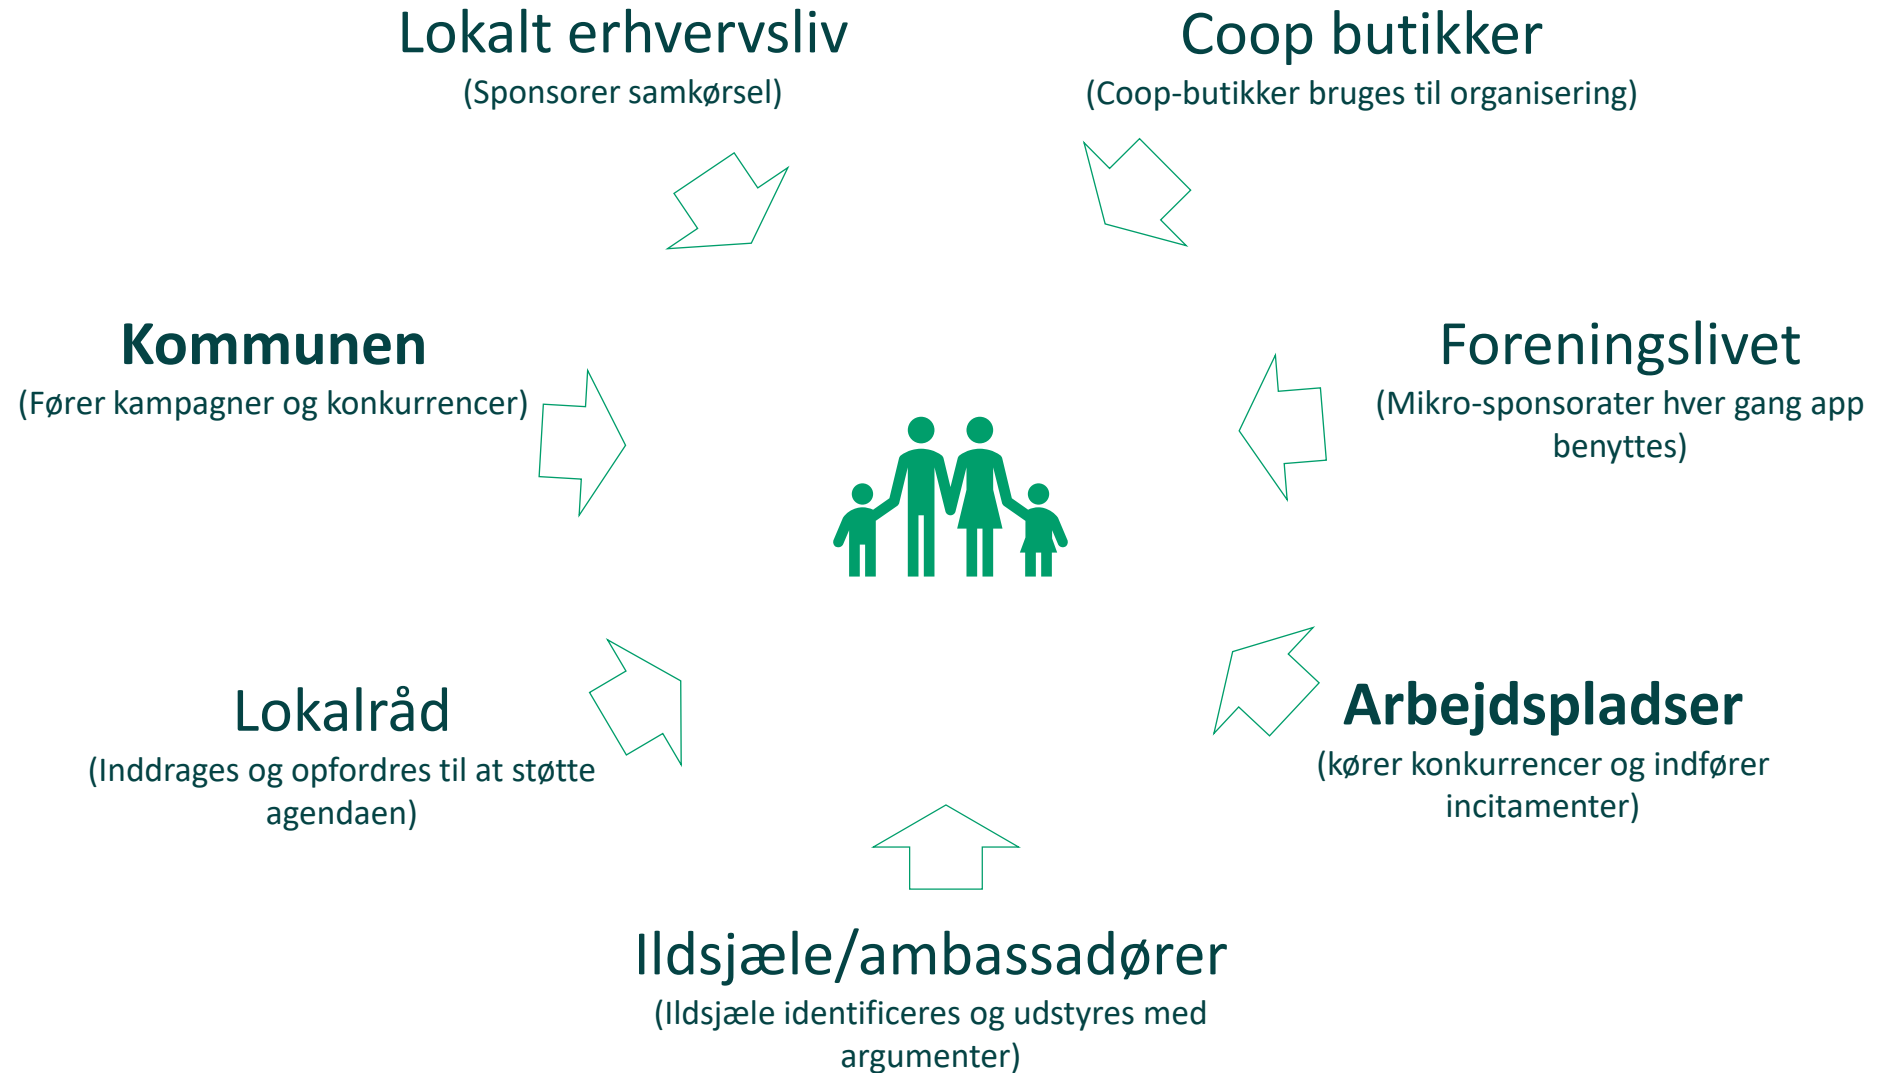 Lokalt erhvervsliv
(Sponsorer samkørsel)
Coop butikker
(Coop-butikker bruges til organisering)
Kommunen
(Fører kampagner og konkurrencer)
Foreningslivet
(Mikro-sponsorater hver gang app
benyttes)
Lokalråd
(Inddrages og opfordres til at støtte
agendaen)
Arbejdspladser
(kører konkurrencer og indfører
incitamenter)
Ildsjæle/ambassadører
(Ildsjæle identificeres og udstyres med
argumenter)